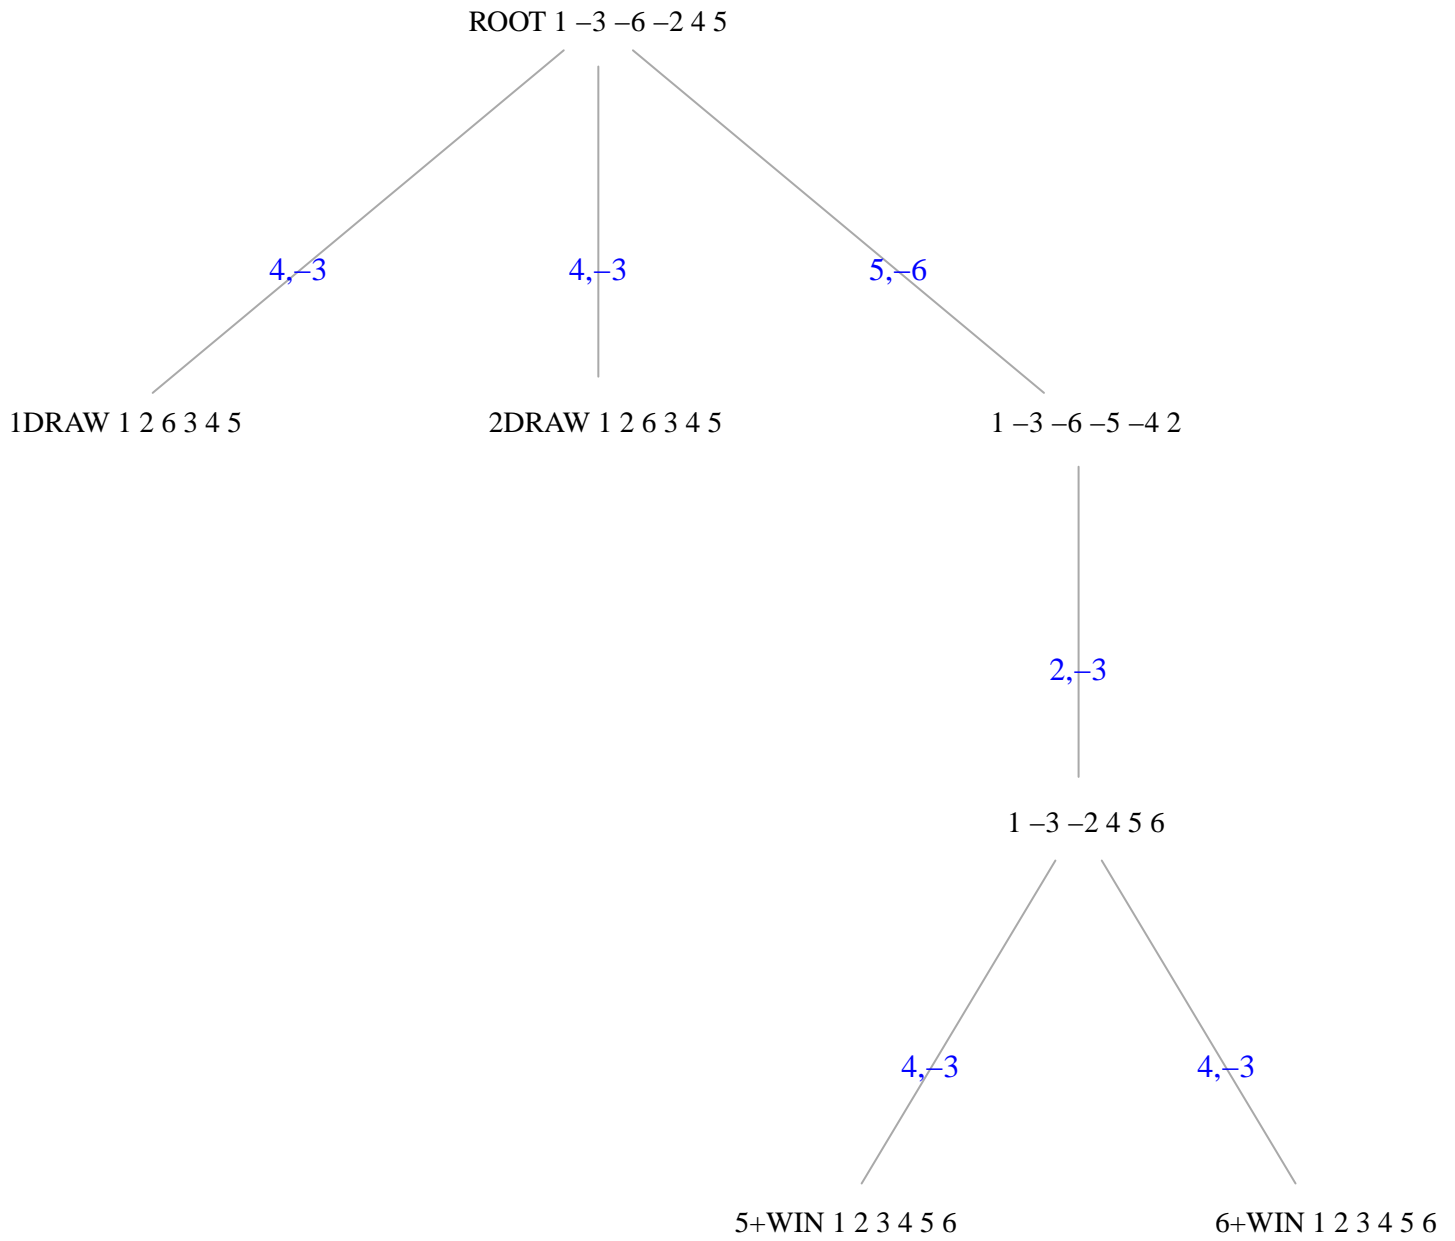 ROOT 1 –3 –6 –2 4 5
4,–3
4,–3
5,–6
1DRAW 1 2 6 3 4 5
2DRAW 1 2 6 3 4 5
1 –3 –6 –5 –4 2
2,–3
1 –3 –2 4 5 6
4,–3
4,–3
5+WIN 1 2 3 4 5 6
6+WIN 1 2 3 4 5 6